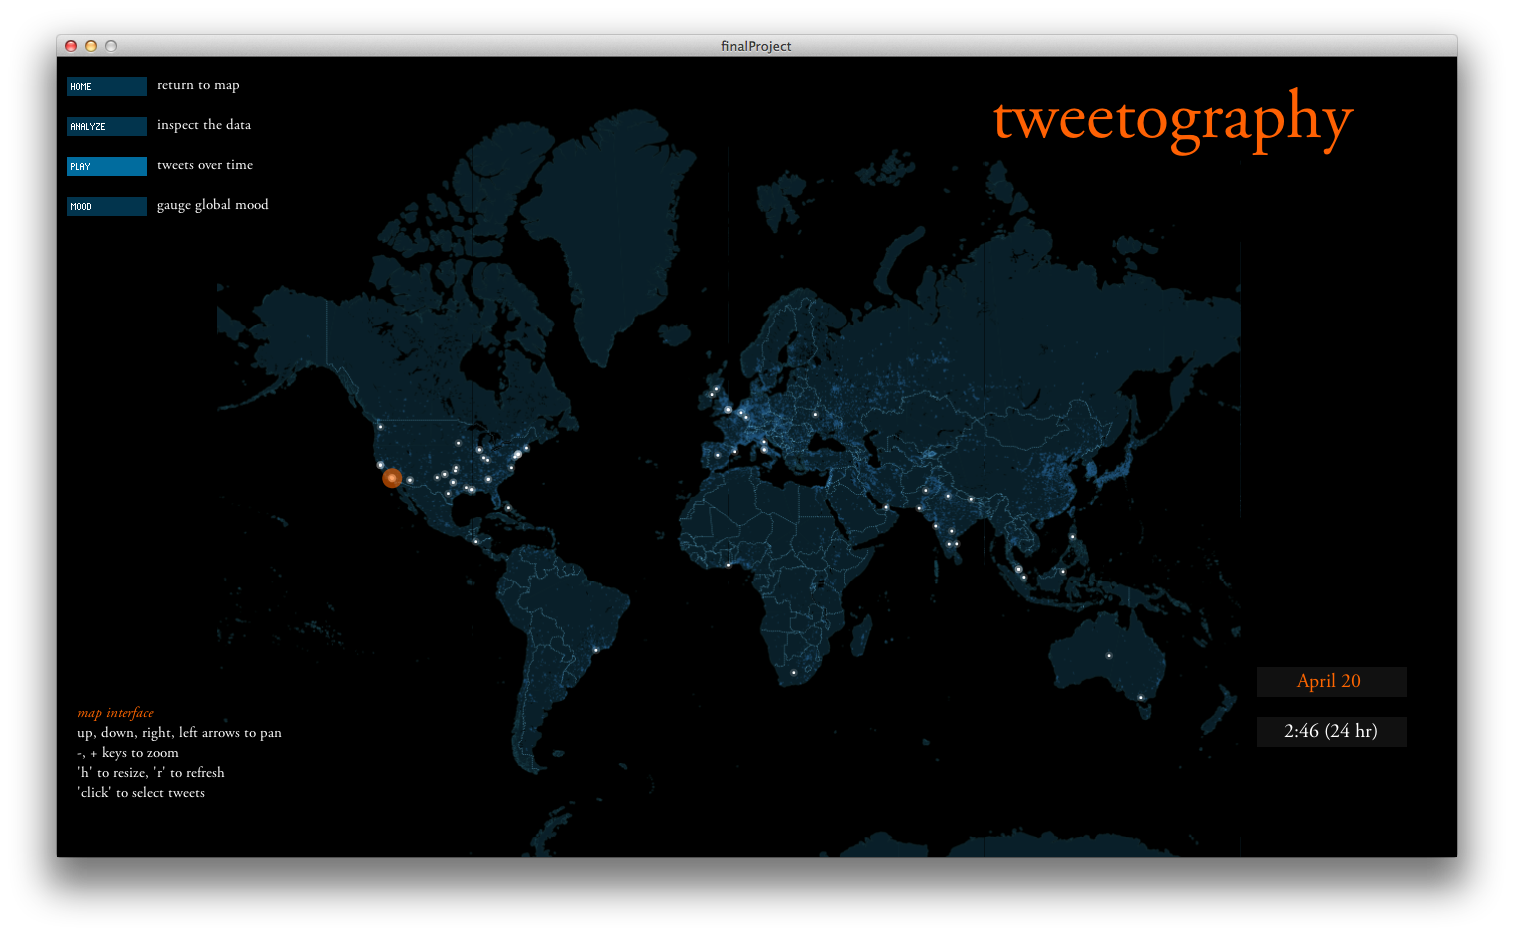 finalProject
HOME return to map
ANALYZE inspect the data
PLAY tweets over time
MOOD gauge global mood
tweetography
April 20
2:46 (24 hr)
map interface
up, down, right, left arrows to pan
-, + keys to zoom
'h' to resize, 'r' to refresh
'click' to select tweets